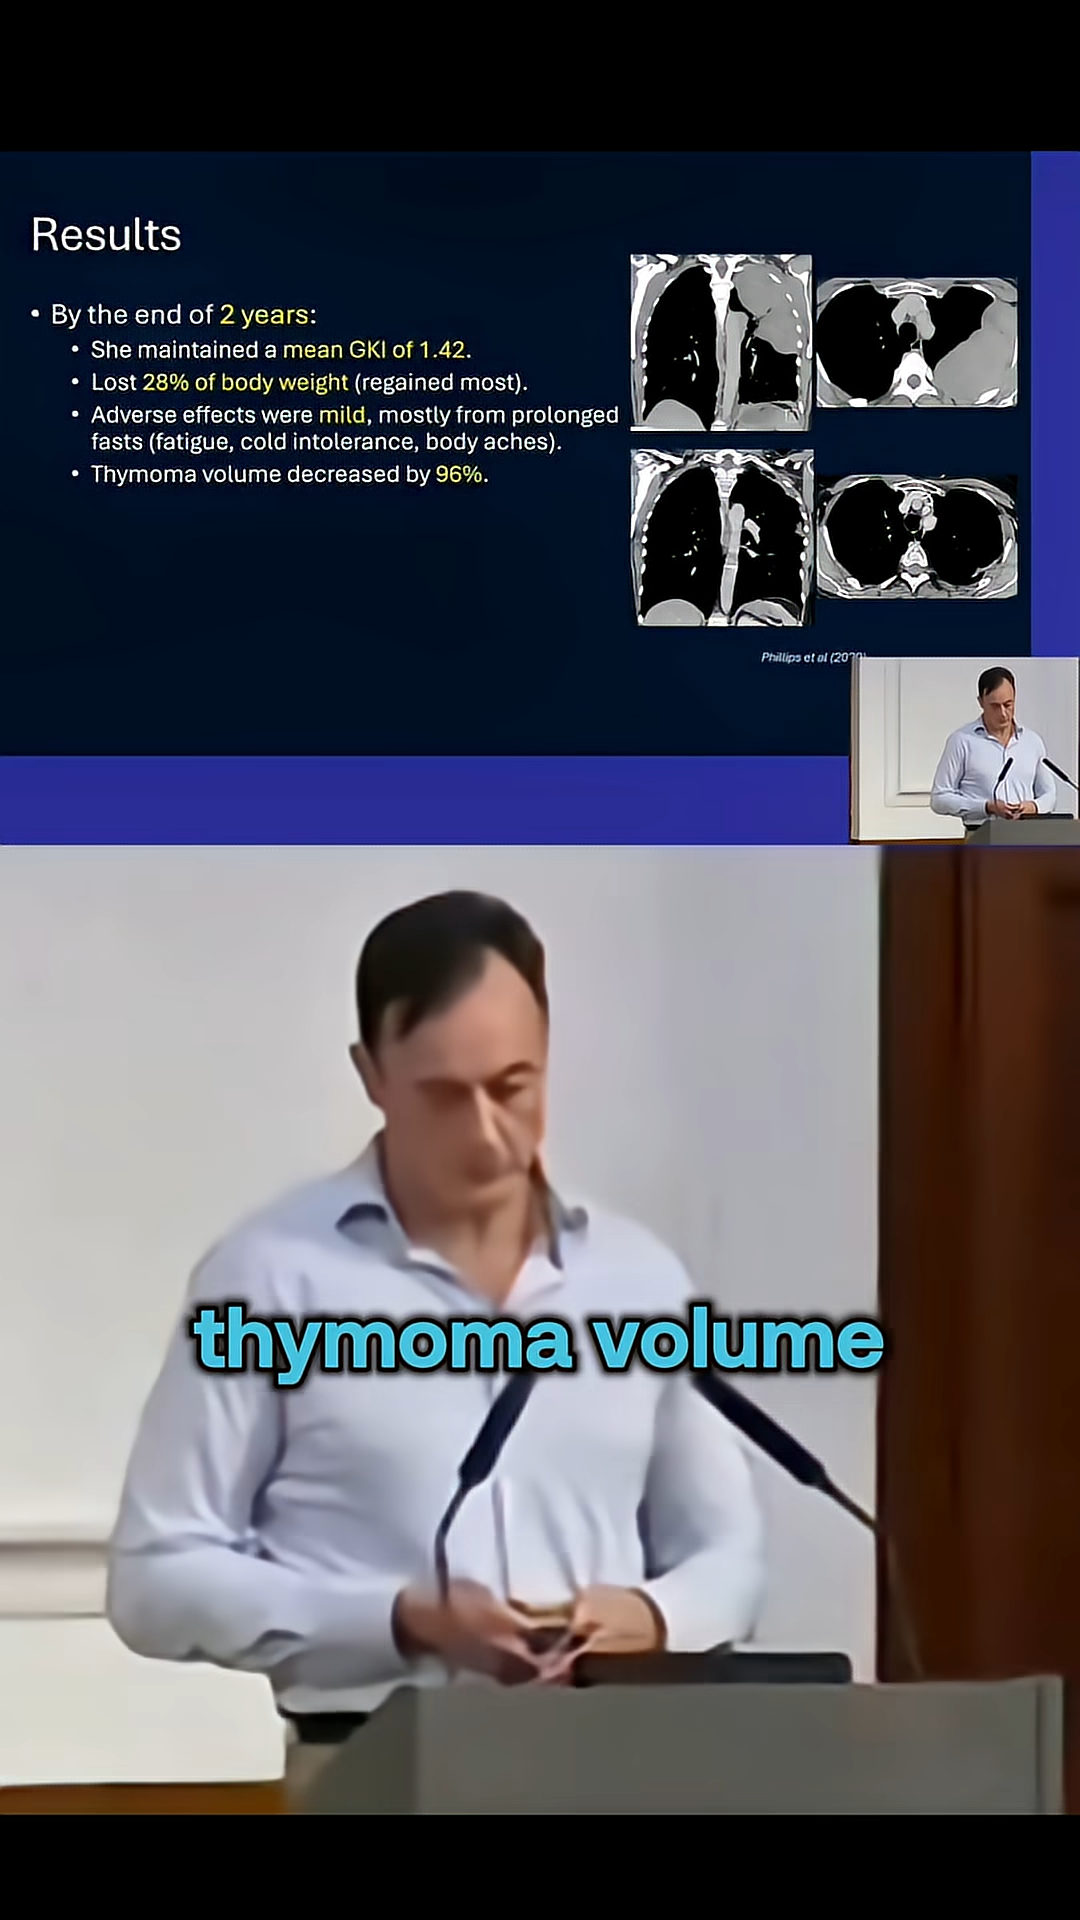 Results
• By the end of 2 years:
• She maintained a mean GKI of 1.42.
• Lost 28% of body weight (regained most).
• Adverse effects were mild, mostly from prolonged
fasts (fatigue, cold intolerance, body aches).
• Thymoma volume decreased by 96%.
Phillips et al
thymoma volume